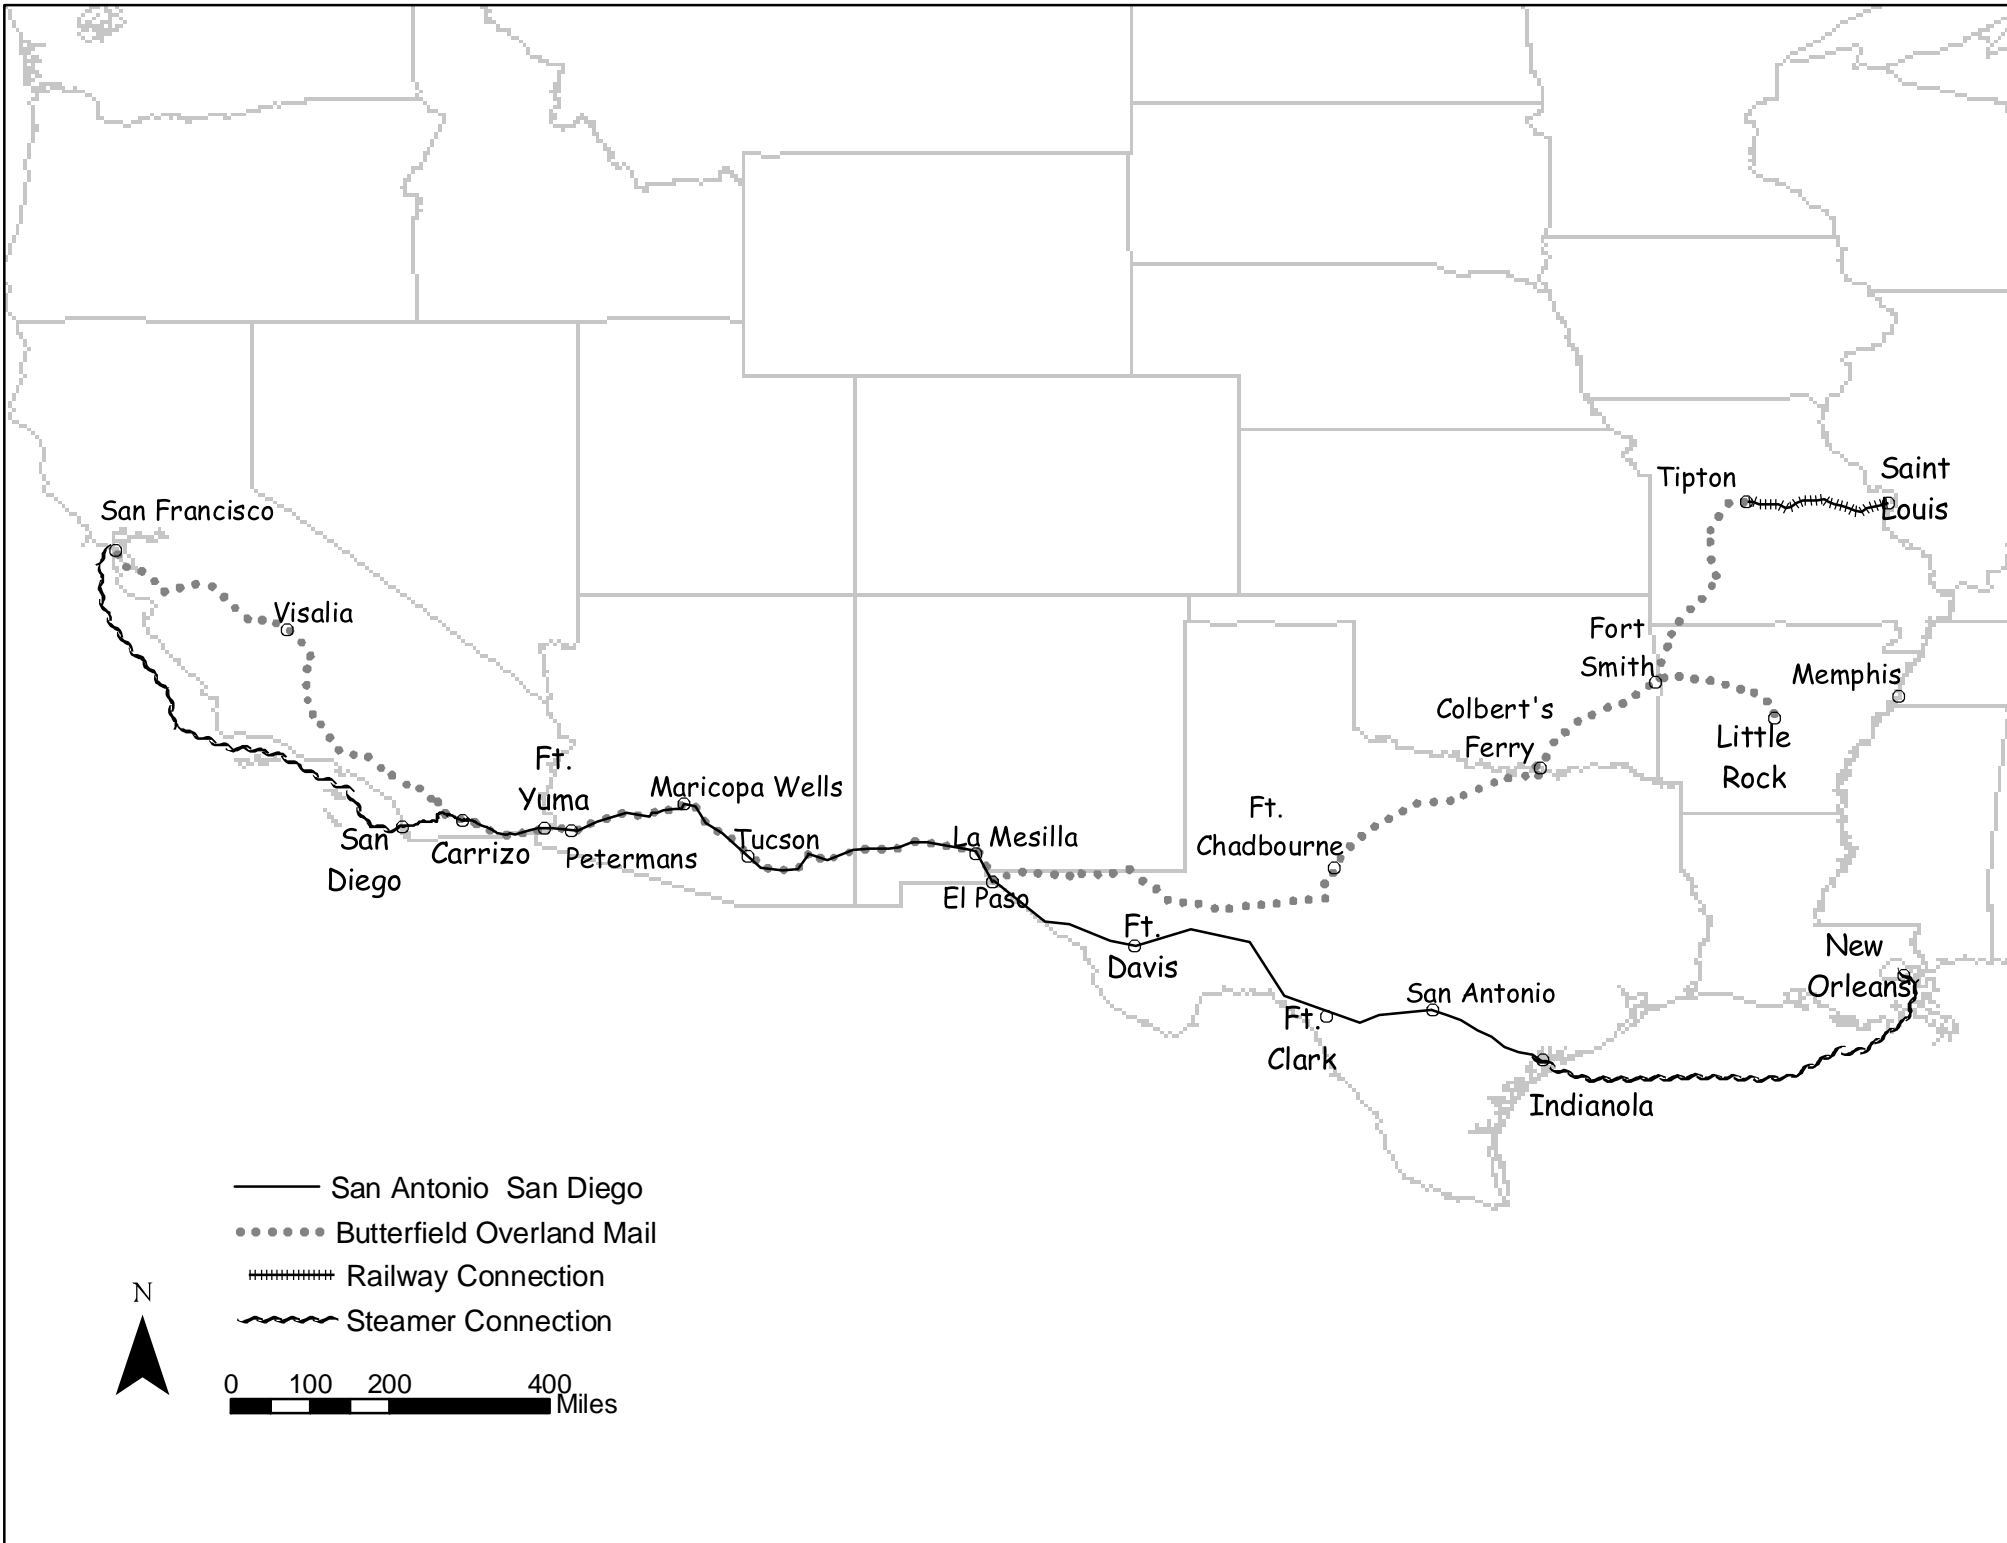 Saint
Louis
Tipton
San Francisco
Visalia
Fort
Smith
Memphis
Colbert's
Ferry
Little
Rock
Ft.
Yuma
Maricopa Wells
Ft.
Chadbourne
San
Diego
Carrizo
Petermans
Tucson
La Mesilla
El Paso
Ft.
Davis
New
Orleans
San Antonio
Ft.
Clark
Indianola
San Antonio  San Diego
Butterfield Overland Mail
Railway Connection
Steamer Connection
N
0 100 200 400
Miles